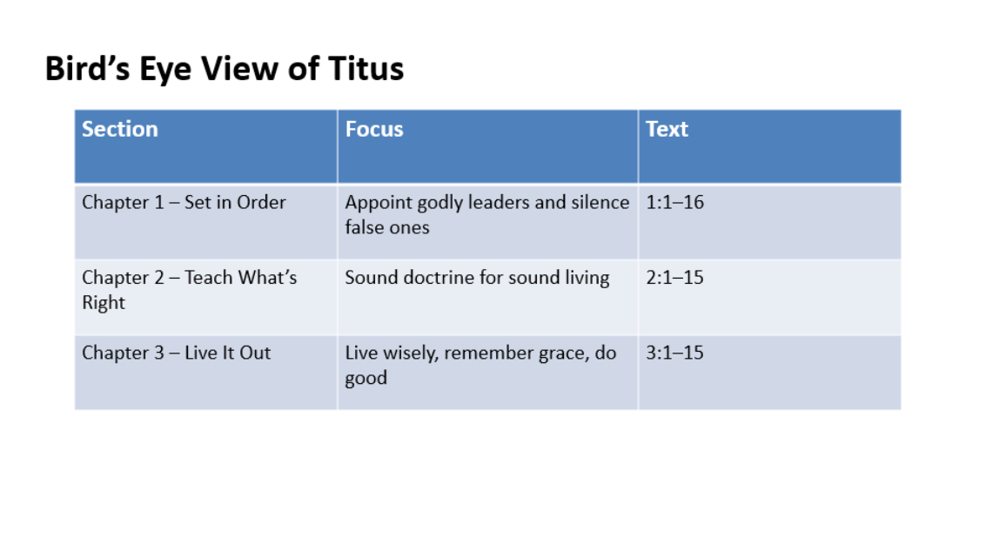 Bird’s Eye View of Titus
Section Focus Text
Chapter 1 – Set in Order
Appoint godly leaders and silence
false ones
1:1–16
Chapter 2 – Teach What’s
Right
Sound doctrine for sound living
2:1–15
Chapter 3 – Live It Out
Live wisely, remember grace, do
good
3:1–15